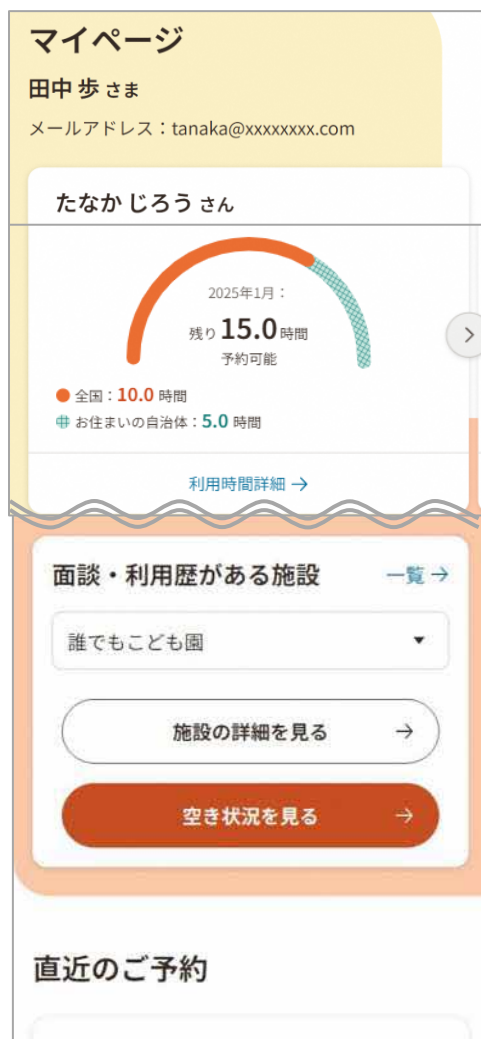 マイページ
田中 歩 さま
メールアドレス：tanaka@xxxxxxxx.com
たなか じろう さん
2025年1月：
残り 15.0 時間
予約可能
全国：10.0 時間
お住まいの自治体：5.0 時間
利用時間詳細 →
面談・利用歴がある施設 一覧 →
誰でもこども園
施設の詳細を見る →
空き状況を見る →
直近のご予約